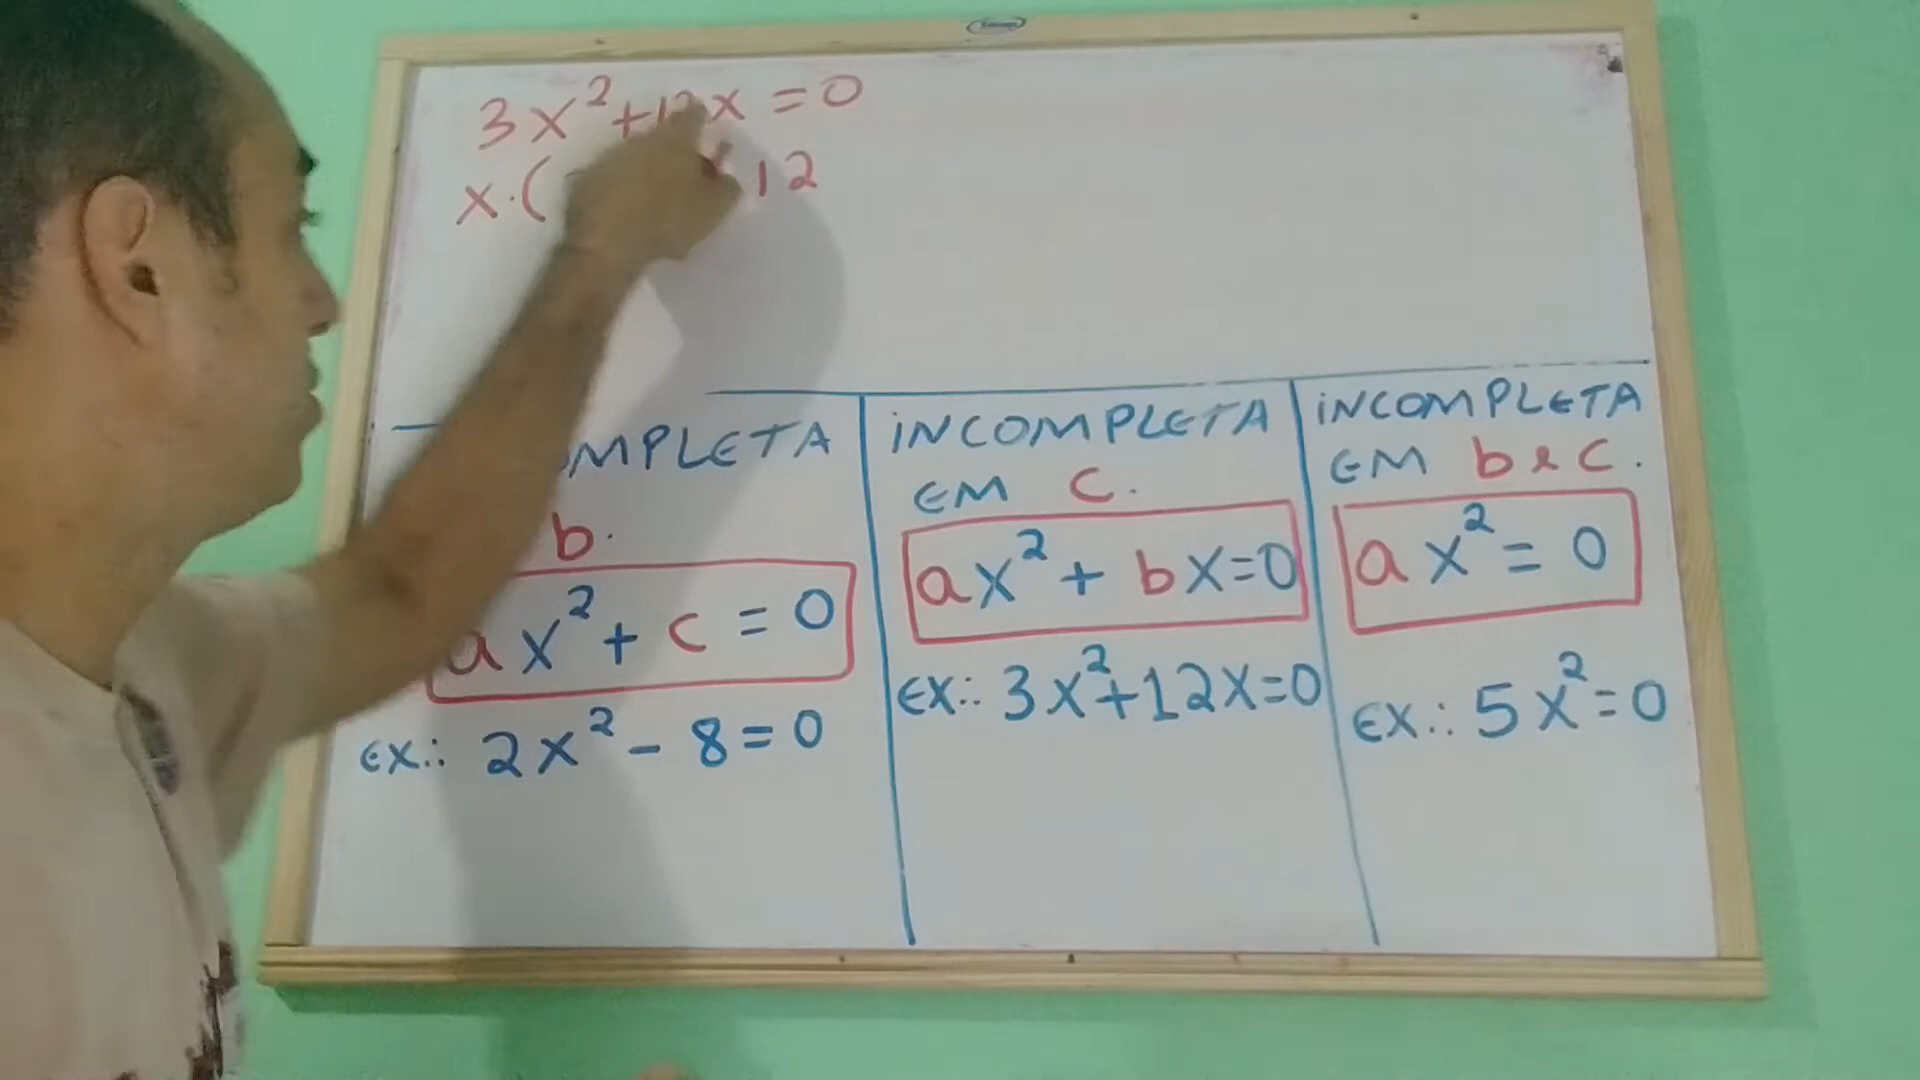 3x²+12x=0
x.( 12
MPLETA
b.
ax²+c=0
Ex.: 2x²-8=0
INCOMPLETA
EM c.
ax²+bx=0
Ex.: 3x²+12x=0
INCOMPLETA
EM b e c.
ax²=0
Ex.: 5x²=0